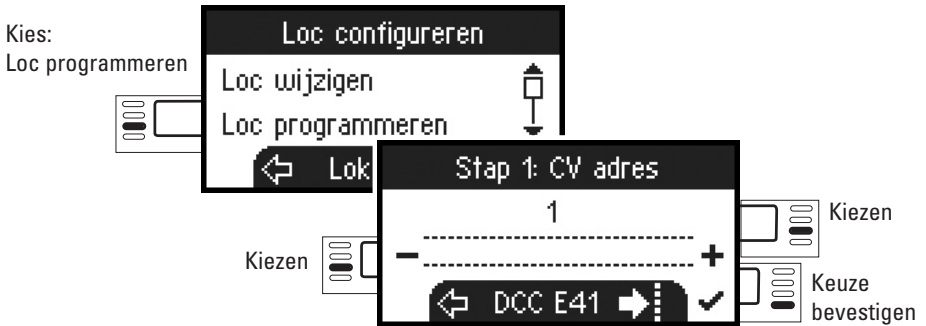 Kies:
Loc programmeren
Loc configureren
Loc wijzigen
Loc programmeren
Lok
Stap 1: CV adres
1
Kiezen
Kiezen
DCC E41
Keuze
bevestigen